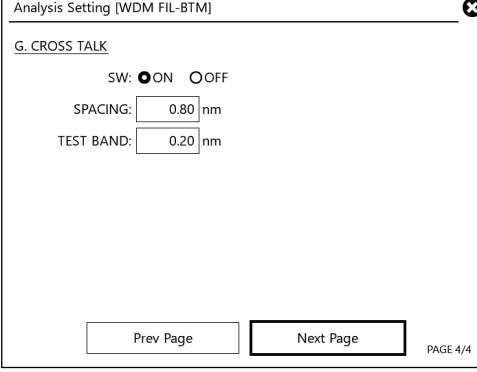 Analysis Setting [WDM FIL-BTM]
G. CROSS TALK
SW: ON OFF
SPACING: 0.80 nm
TEST BAND: 0.20 nm
Prev Page Next Page PAGE 4/4